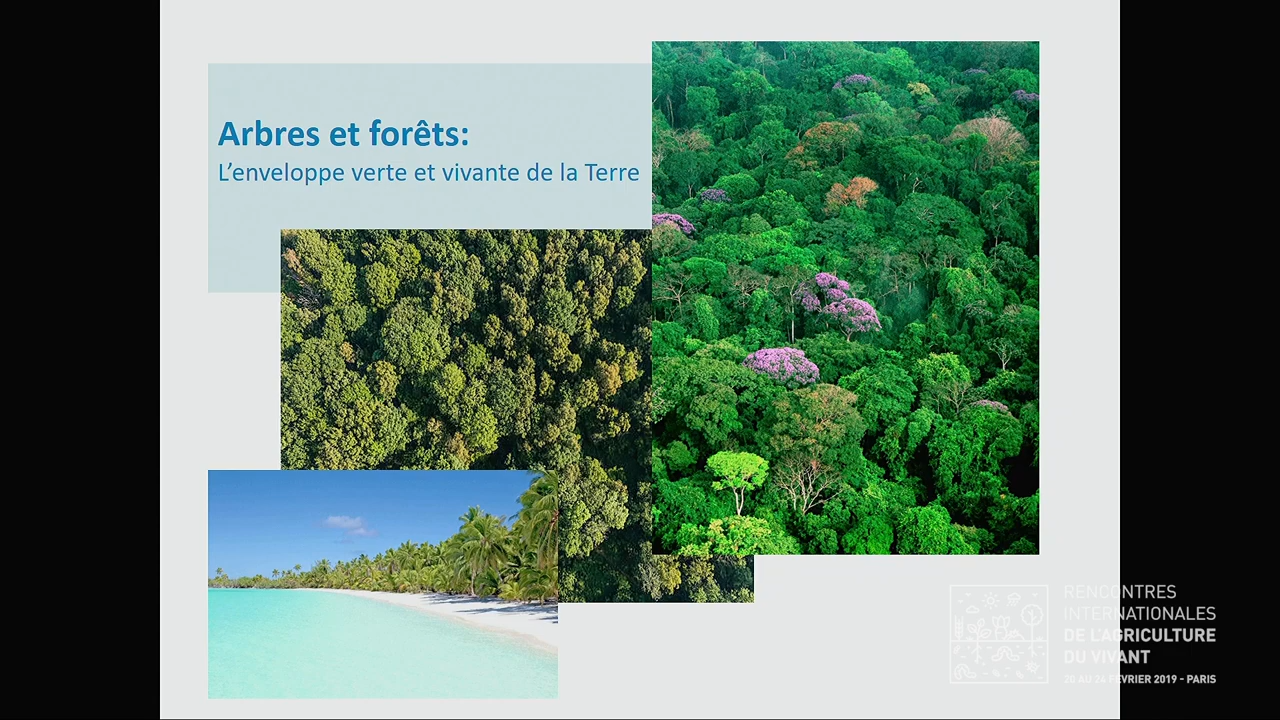 Arbres et forêts:
L’enveloppe verte et vivante de la Terre
RENCONTRES
INTERNATIONALES
DE L'AGRICULTURE
DU VIVANT
20 AU 24 FÉVRIER 2019 - PARIS